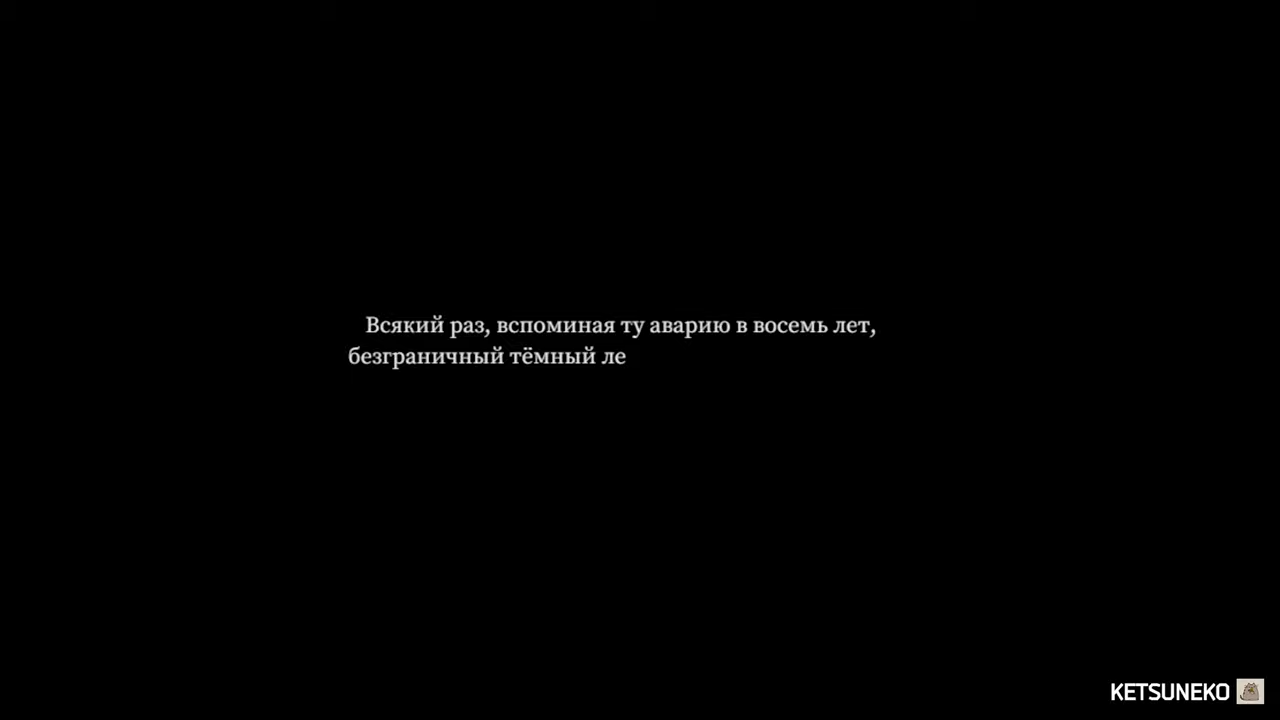 Всякий раз, вспоминая ту аварию в восемь лет,
безграничный тёмный ле
KETSUNEKO